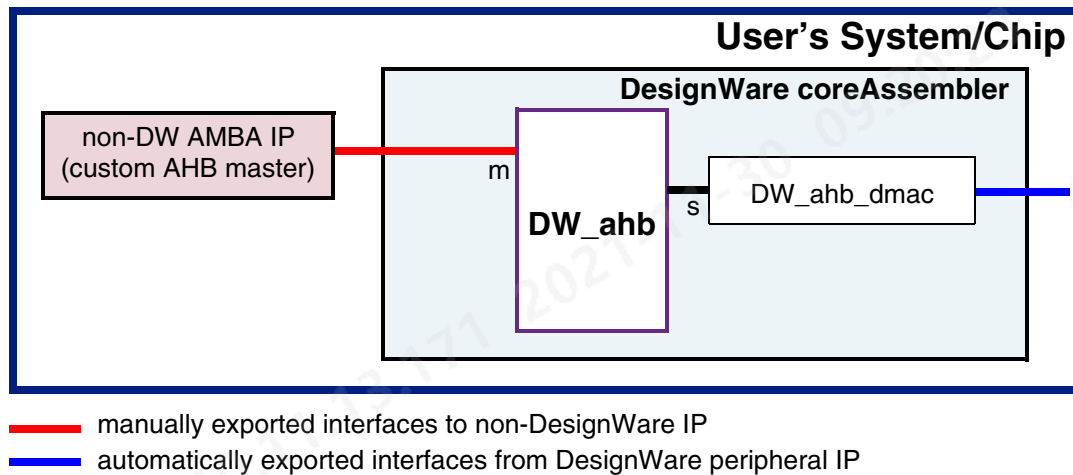 User's System/Chip
DesignWare coreAssembler
non-DW AMBA IP
(custom AHB master)
m
DW_ahb
s
DW_ahb_dmac
manually exported interfaces to non-DesignWare IP
automatically exported interfaces from DesignWare peripheral IP